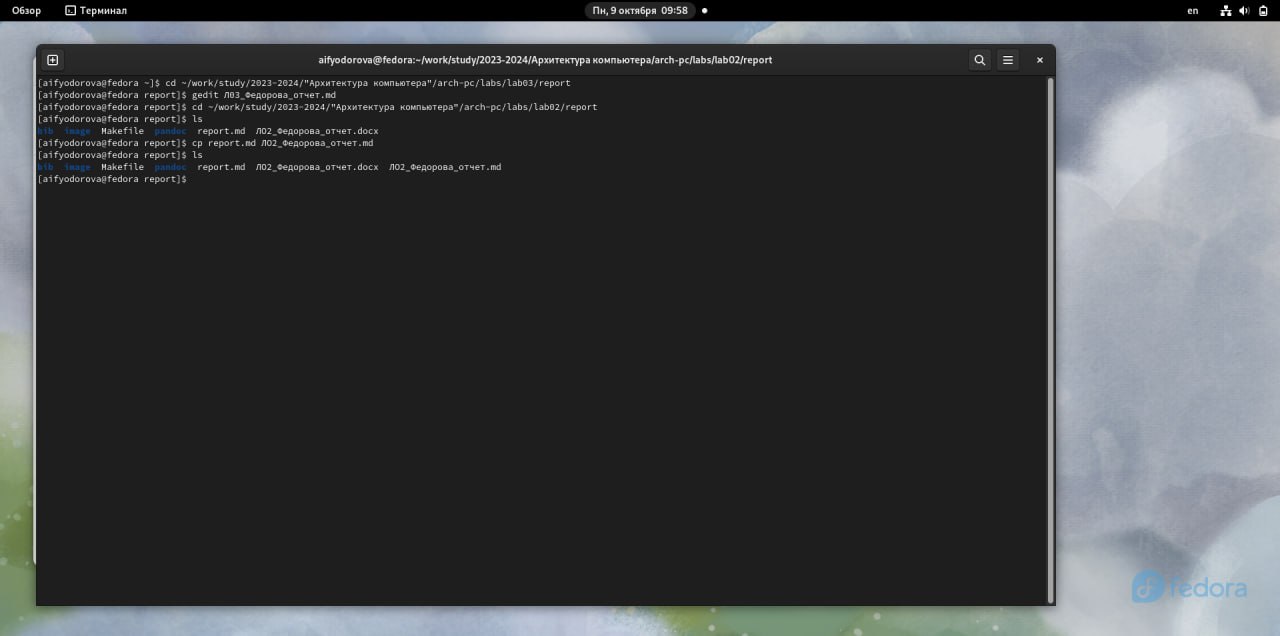 Обзор Терминал Пн, 9 октября 09:58 en
aifyodorova@fedora:~/work/study/2023-2024/Архитектура компьютера/arch-pc/labs/lab02/report
[aifyodorova@fedora ~]$ cd ~/work/study/2023-2024/"Архитектура компьютера"/arch-pc/labs/lab03/report
[aifyodorova@fedora report]$ gedit Л03_Федорова_отчет.md
[aifyodorova@fedora report]$ cd ~/work/study/2023-2024/"Архитектура компьютера"/arch-pc/labs/lab02/report
[aifyodorova@fedora report]$ ls
bib image Makefile pandoc report.md ЛО2_Федорова_отчет.docx
[aifyodorova@fedora report]$ cp report.md ЛО2_Федорова_отчет.md
[aifyodorova@fedora report]$ ls
bib image Makefile pandoc report.md ЛО2_Федорова_отчет.docx ЛО2_Федорова_отчет.md
[aifyodorova@fedora report]$
fedora